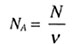 N_A = N/ν